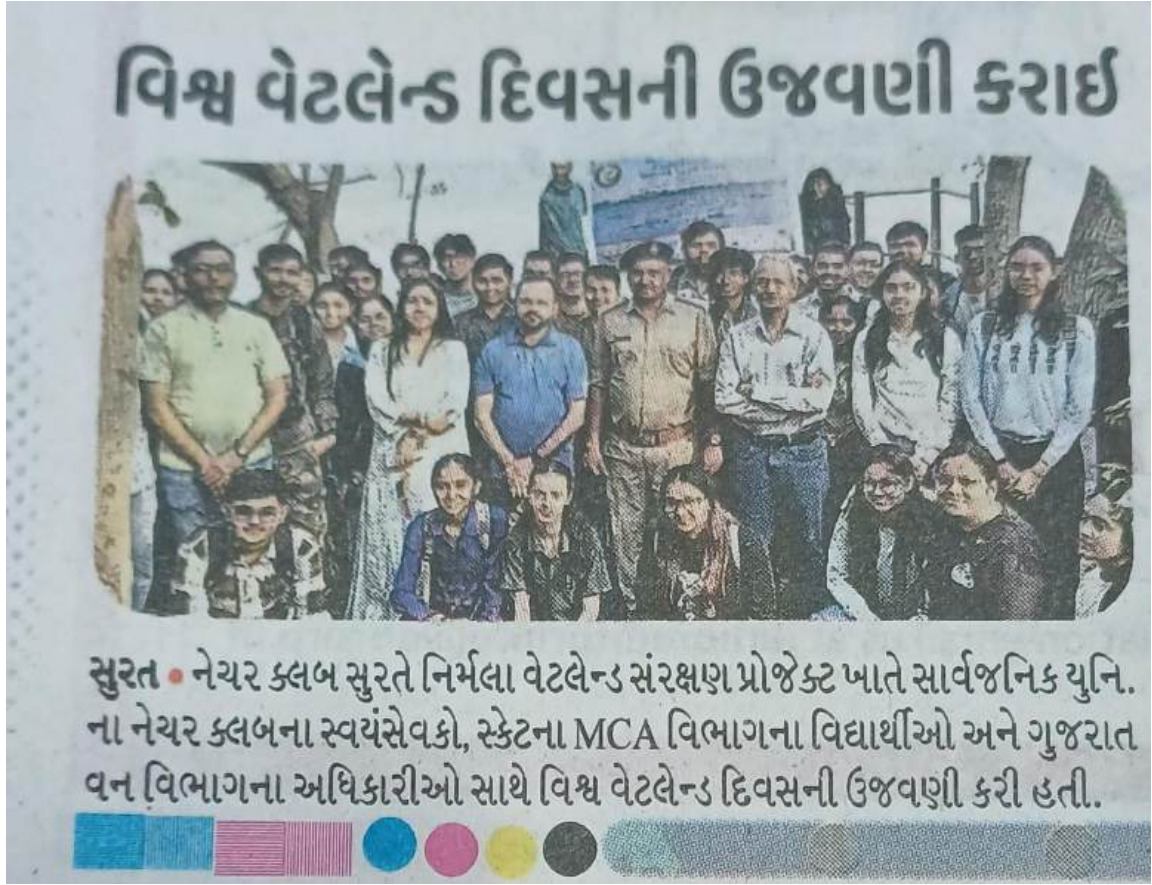 વિશ્વ વેટલેન્ડ દિવસની ઉજવણી કરાઈ
સુરત • નેચર ક્લબ સુરતે નિર્મલા વેટલેન્ડ સંરક્ષણ પ્રોજેક્ટ ખાતે સાર્વજનિક યુનિ.
ના નેચર ક્લબના સ્વયંસેવકો, સ્કેટના MCA વિભાગના વિદ્યાર્થીઓ અને ગુજરાત
વન વિભાગના અધિકારીઓ સાથે વિશ્વ વેટલેન્ડ દિવસની ઉજવણી કરી હતી.